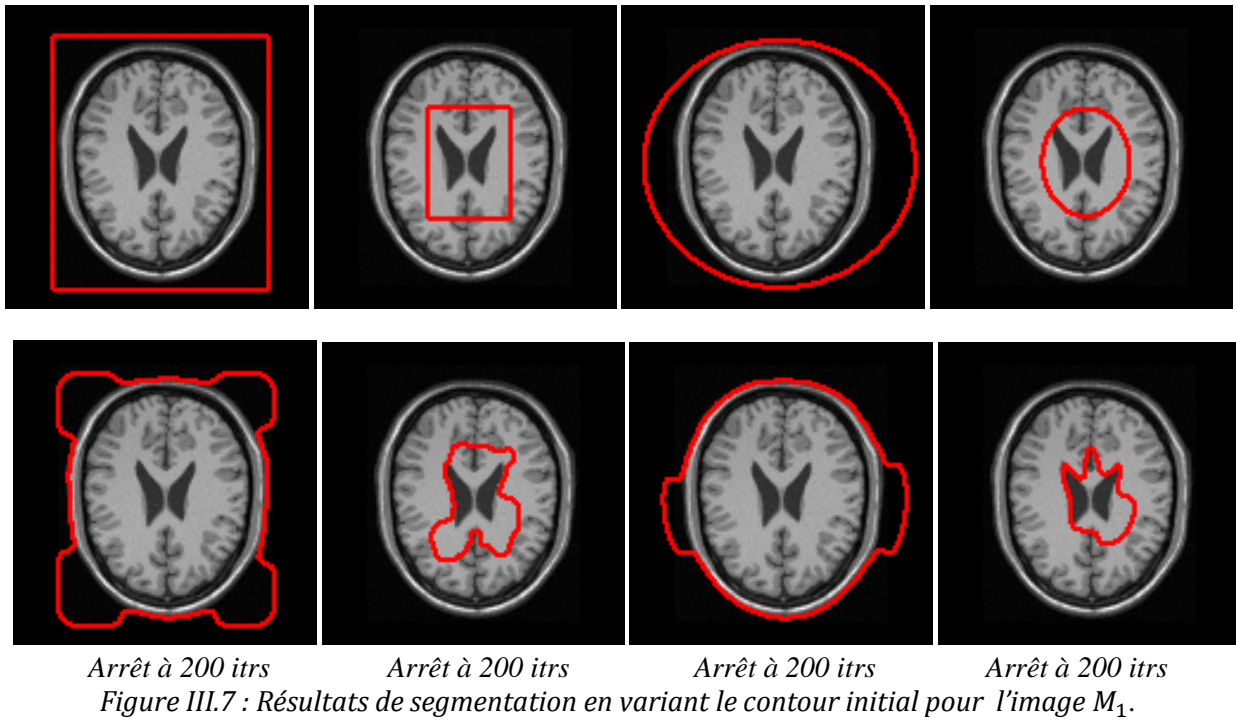 Arrêt à 200 itrs Arrêt à 200 itrs Arrêt à 200 itrs Arrêt à 200 itrs
Figure III.7 : Résultats de segmentation en variant le contour initial pour l'image M₁.